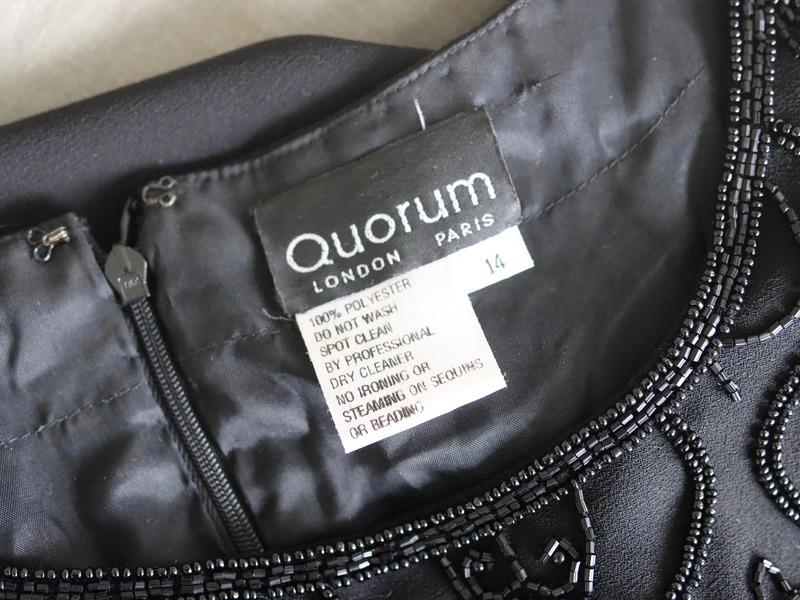 Quorum
LONDON PARIS
14
100% POLYESTER
DO NOT WASH
SPOT CLEAN
BY PROFESSIONAL
DRY CLEANER
NO IRONING OR
STEAMING ON SEQUINS
OR BEADING